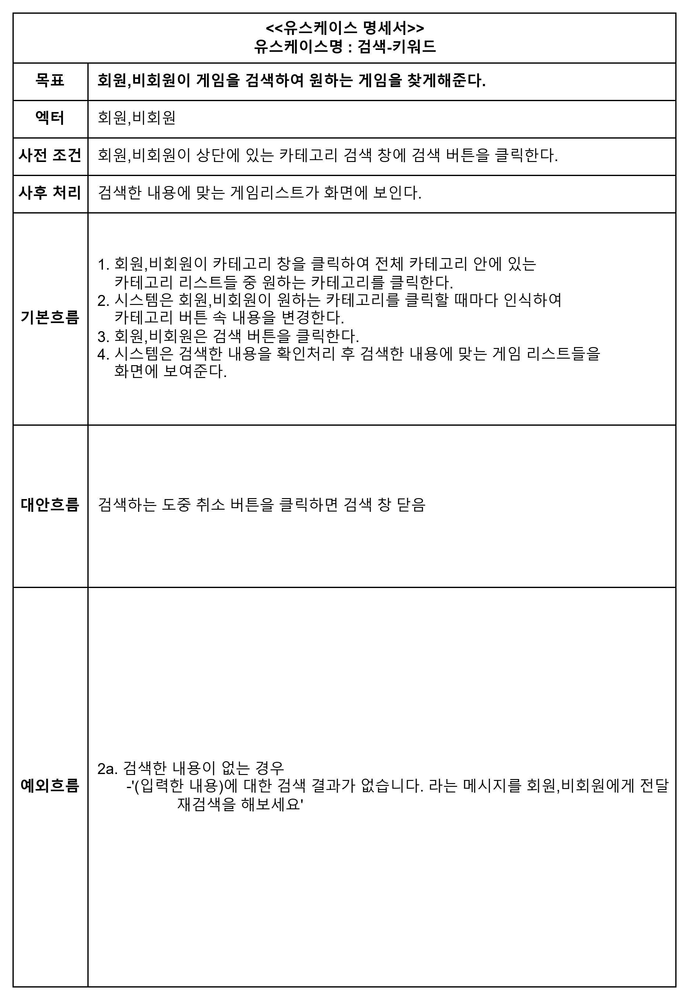 <<유스케이스 명세서>>
유스케이스명 : 검색-키워드
목표
회원,비회원이 게임을 검색하여 원하는 게임을 찾게해준다.
엑터
회원,비회원
사전 조건
회원,비회원이 상단에 있는 카테고리 검색 창에 검색 버튼을 클릭한다.
사후 처리
검색한 내용에 맞는 게임리스트가 화면에 보인다.
기본흐름
1. 회원,비회원이 카테고리 창을 클릭하여 전체 카테고리 안에 있는
카테고리 리스트들 중 원하는 카테고리를 클릭한다.
2. 시스템은 회원,비회원이 원하는 카테고리를 클릭할 때마다 인식하여
카테고리 버튼 속 내용을 변경한다.
3. 회원,비회원은 검색 버튼을 클릭한다.
4. 시스템은 검색한 내용을 확인처리 후 검색한 내용에 맞는 게임 리스트들을
화면에 보여준다.
대안흐름
검색하는 도중 취소 버튼을 클릭하면 검색 창 닫음
예외흐름
2a. 검색한 내용이 없는 경우
-'(입력한 내용)에 대한 검색 결과가 없습니다. 라는 메시지를 회원,비회원에게 전달
재검색을 해보세요'